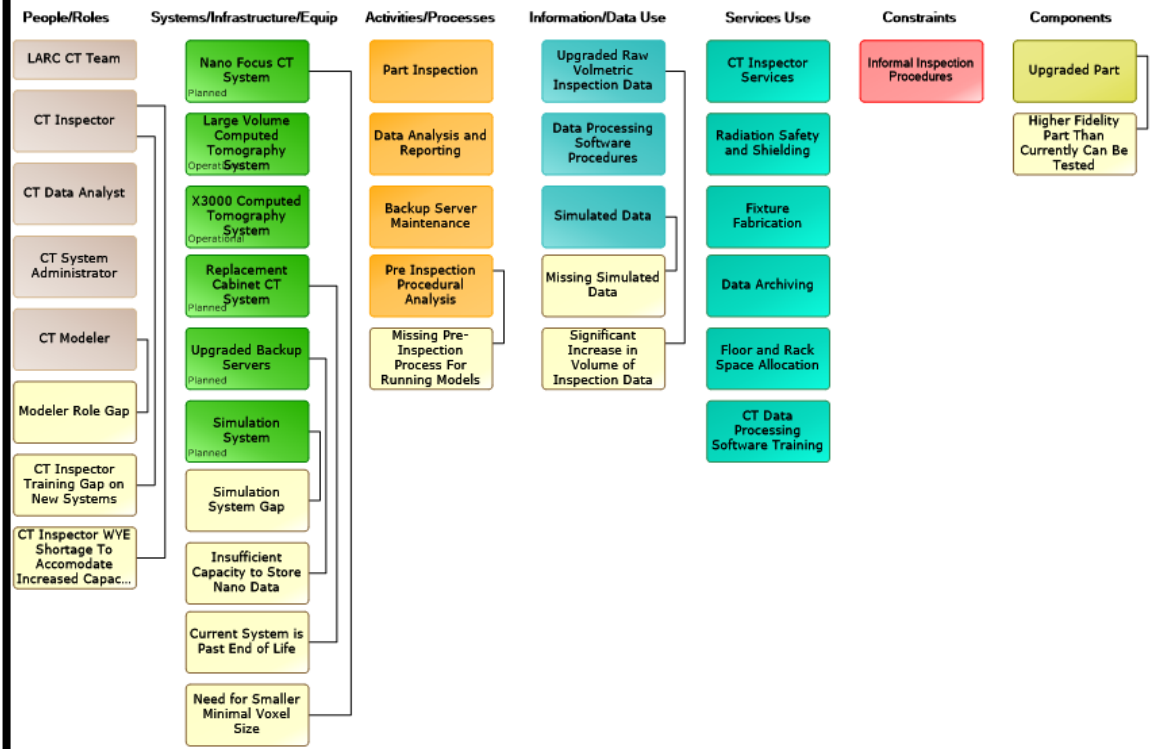 People/Roles
Systems/Infrastructure/Equip
Activities/Processes
Information/Data Use
Services Use
Constraints
Components
LARC CT Team
CT Inspector
CT Data Analyst
CT System
Administrator
CT Modeler
Modeler Role Gap
CT Inspector
Training Gap on
New Systems
CT Inspector WYE
Shortage To
Accomodate
Increased Capac...
Nano Focus CT
System
Planned
Large Volume
Computed
Tomography
System
Operational
X3000 Computed
Tomography
System
Operational
Replacement
Cabinet CT
System
Planned
Upgraded Backup
Servers
Planned
Simulation
System
Planned
Simulation
System Gap
Insufficient
Capacity to Store
Nano Data
Current System is
Past End of Life
Need for Smaller
Minimal Voxel
Size
Part Inspection
Data Analysis and
Reporting
Backup Server
Maintenance
Pre Inspection
Procedural
Analysis
Missing Pre-
Inspection
Process For
Running Models
Upgraded Raw
Volmetric
Inspection Data
Data Processing
Software
Procedures
Simulated Data
Missing Simulated
Data
Significant
Increase in
Volume of
Inspection Data
CT Inspector
Services
Radiation Safety
and Shielding
Fixture
Fabrication
Data Archiving
Floor and Rack
Space Allocation
CT Data
Processing
Software Training
Informal Inspection
Procedures
Upgraded Part
Higher Fidelity
Part Than
Currently Can Be
Tested